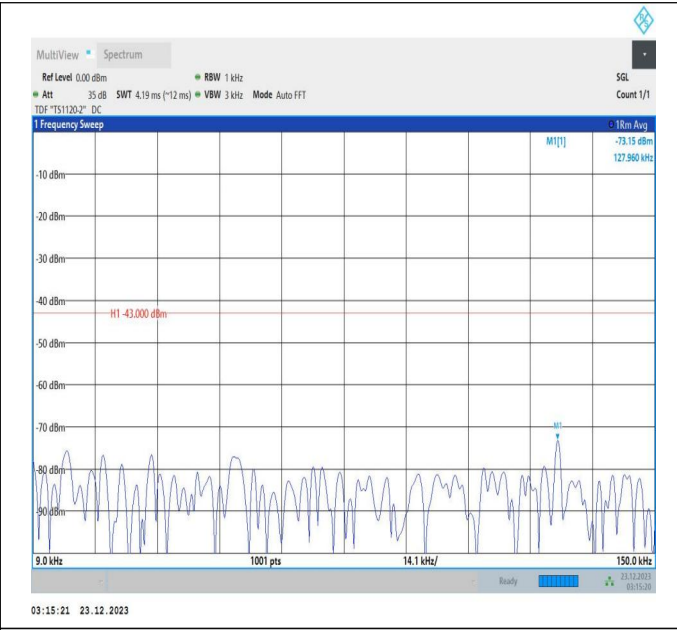 R S
MultiView Spectrum
Ref Level 0.00 dBm RBW 1 kHz SGL
Att 35 dB SWT 4.19 ms (~12 ms) VBW 3 kHz Mode Auto FFT Count 1/1
TDF "TS1120-2" DC
1 Frequency Sweep 1Rm Avg
M1[1] -73.15 dBm
127.960 kHz
-10 dBm
-20 dBm
-30 dBm
-40 dBm
H1 -43.000 dBm
-50 dBm
-60 dBm
-70 dBm
M1
-80 dBm
-90 dBm
9.0 kHz 1001 pts 14.1 kHz/ 150.0 kHz
Ready 23.12.2023
03:15:20
03:15:21 23.12.2023